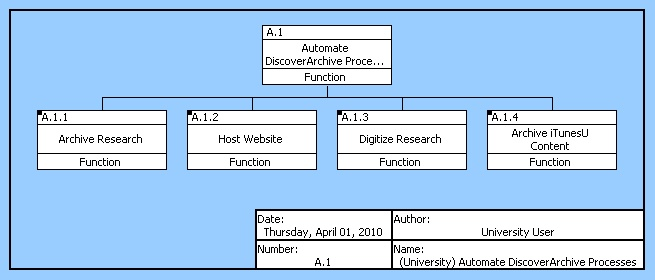 A.1
Automate
DiscoverArchive Proce...
Function
A.1.1
Archive Research
Function
A.1.2
Host Website
Function
A.1.3
Digitize Research
Function
A.1.4
Archive iTunesU
Content
Function
Date:
Thursday, April 01, 2010
Author:
University User
Number:
A.1
Name:
(University) Automate DiscoverArchive Processes